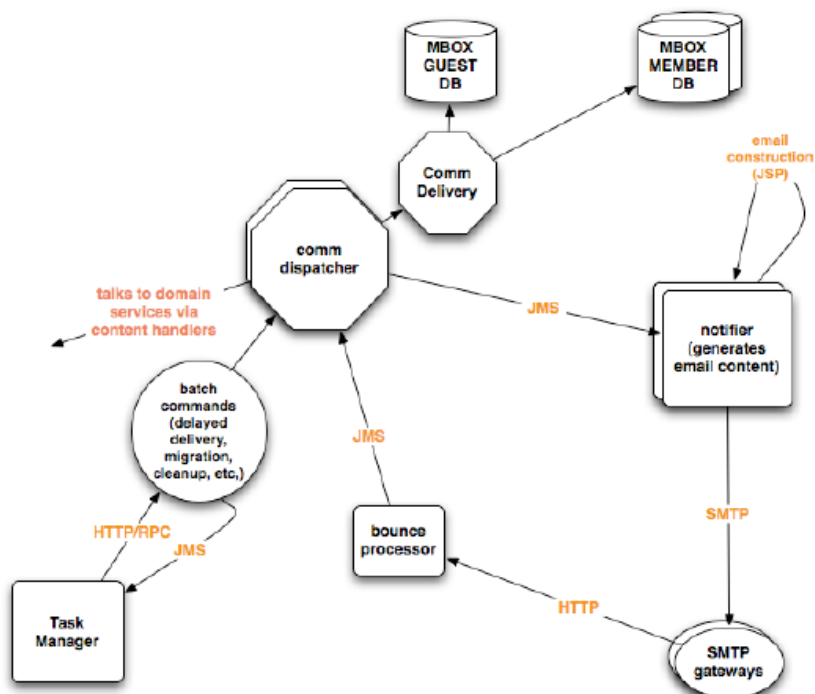 MBOX
GUEST
DB
MBOX
MEMBER
DB
email
construction
(JSP)
Comm
Delivery
comm
dispatcher
talks to domain
services via
content handlers
JMS
notifier
(generates
email content)
batch
commands
(delayed
delivery,
migration,
cleanup, etc,)
JMS
HTTP/RPC
JMS
bounce
processor
SMTP
HTTP
Task
Manager
SMTP
gateways